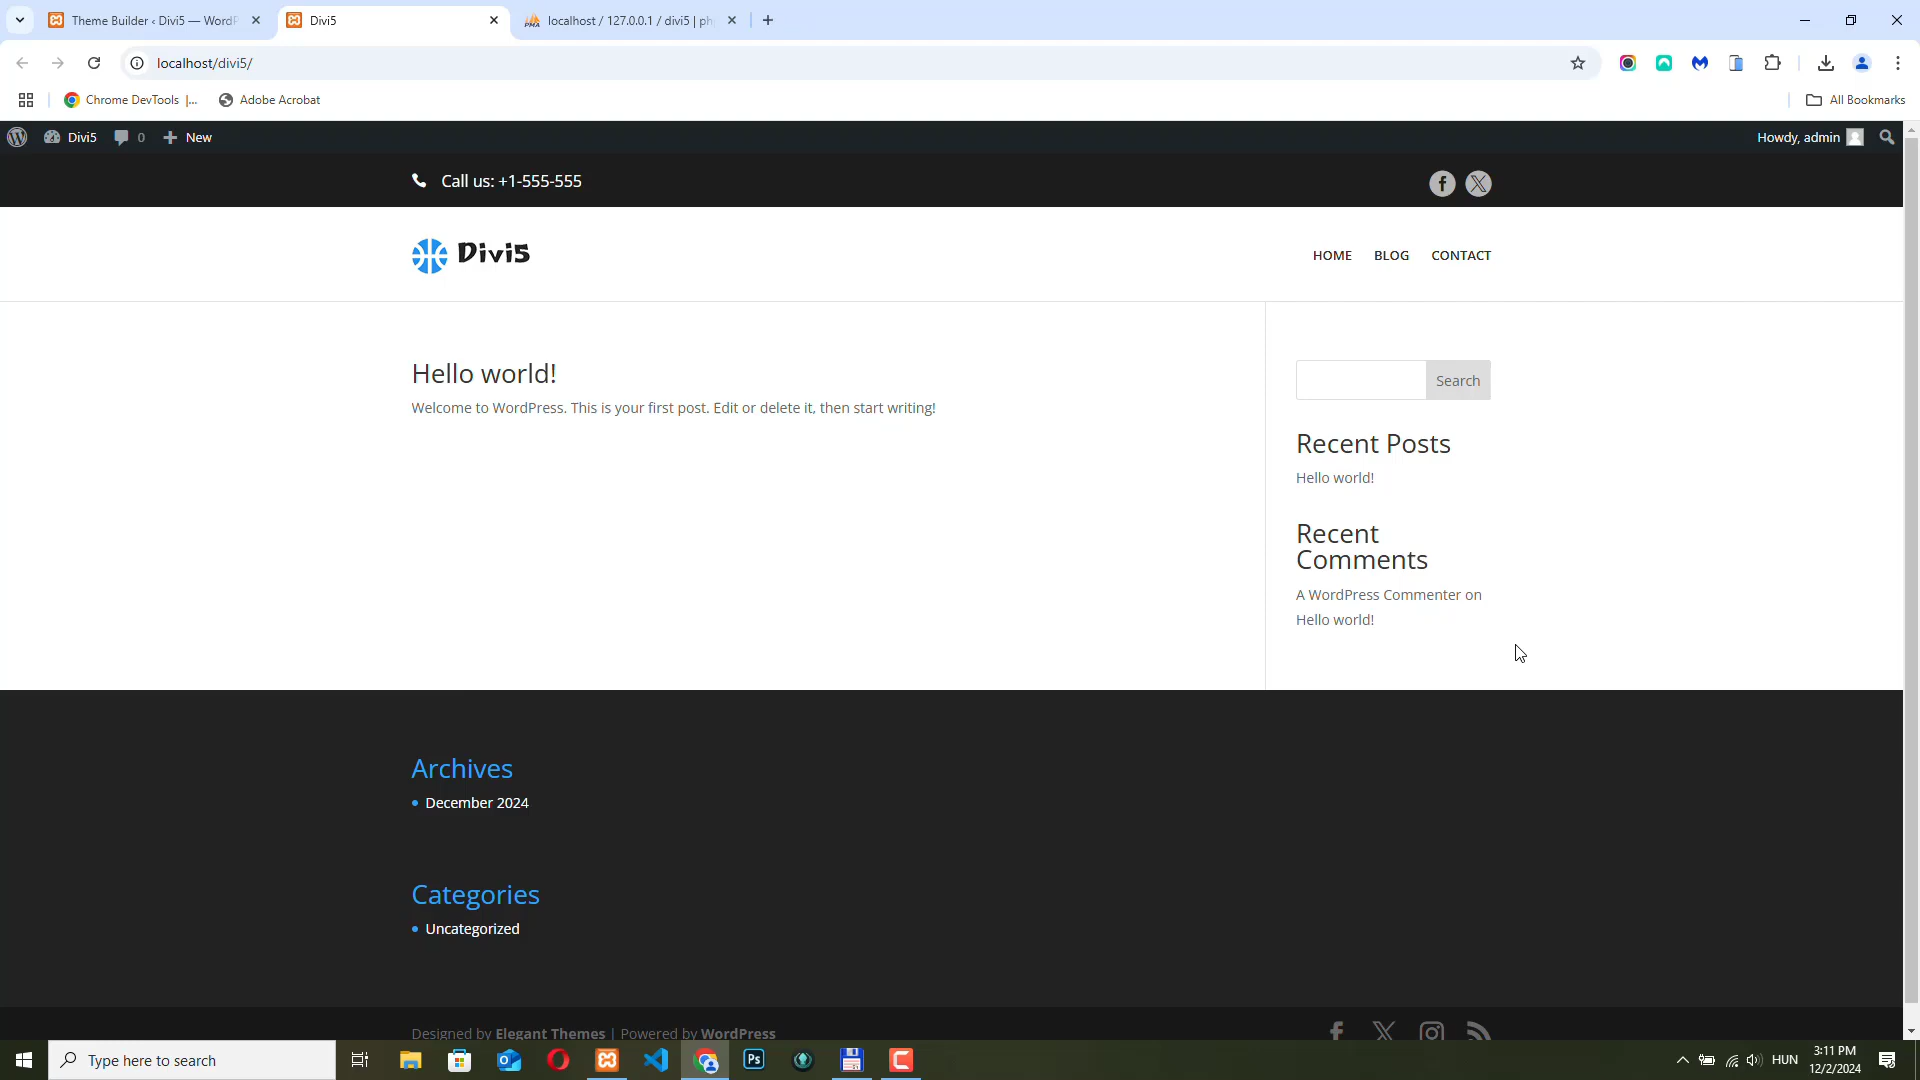 Theme Builder ‹ Divi5 — WordP
Divi5
localhost / 127.0.0.1 / divi5 | ph
localhost/divi5/
Chrome DevTools |...
Adobe Acrobat
All Bookmarks
Divi5
0
New
Howdy, admin
Call us: +1-555-555
Divi5
HOME
BLOG
CONTACT
Hello world!
Welcome to WordPress. This is your first post. Edit or delete it, then start writing!
Search
Recent Posts
Hello world!
Recent
Comments
A WordPress Commenter on
Hello world!
Archives
December 2024
Categories
Uncategorized
Designed by Elegant Themes | Powered by WordPress
Type here to search
Ps
HUN
3:11 PM
12/2/2024